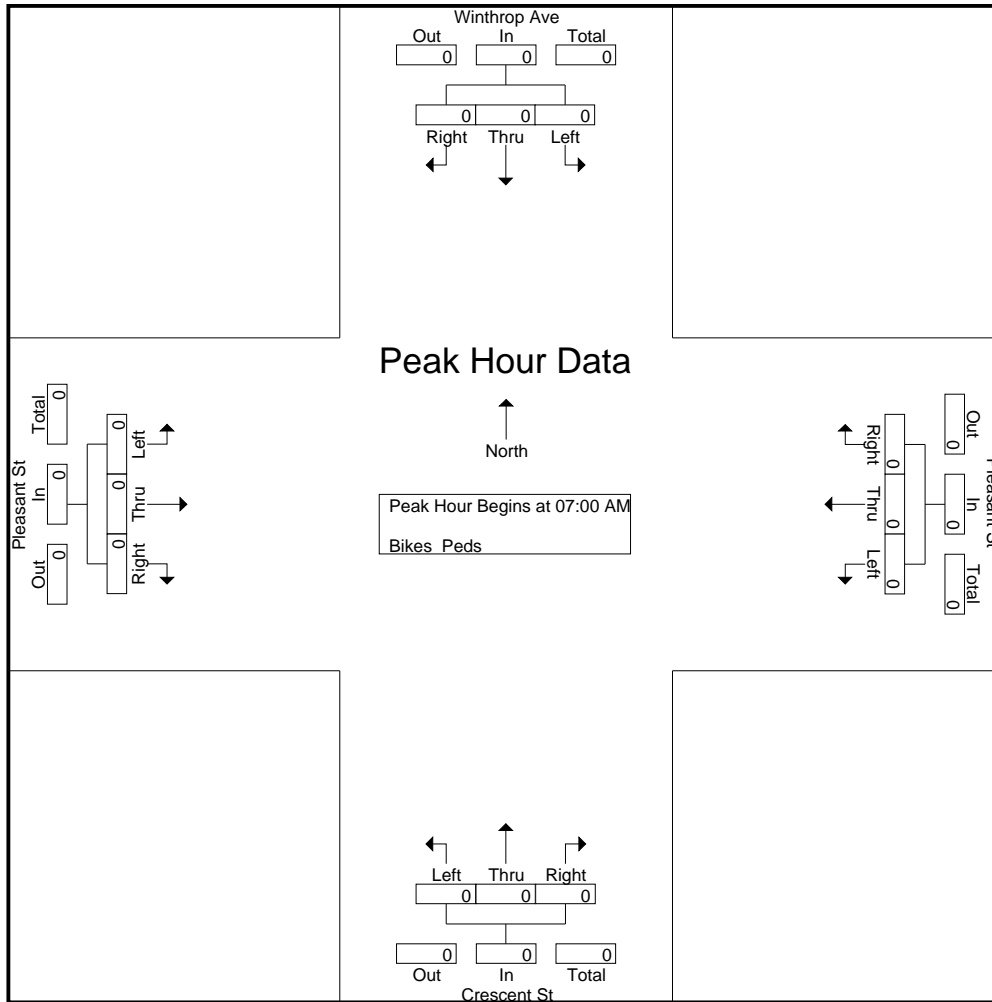 Winthrop Ave
Out In Total
0 0 0
0 0 0
Right Thru Left
Peak Hour Data
North
Peak Hour Begins at 07:00 AM
Bikes Peds
Pleasant St
Total In Out
0 0 0
0 0 0
Left Thru Right
Right Thru Left
0 0 0
0 0 0
Out In Total
Pleasant St
Left Thru Right
0 0 0
0 0 0
Out In Total
Crescent St